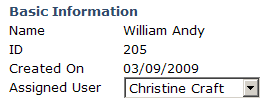 Basic Information
Name William Andy
ID 205
Created On 03/09/2009
Assigned User Christine Craft